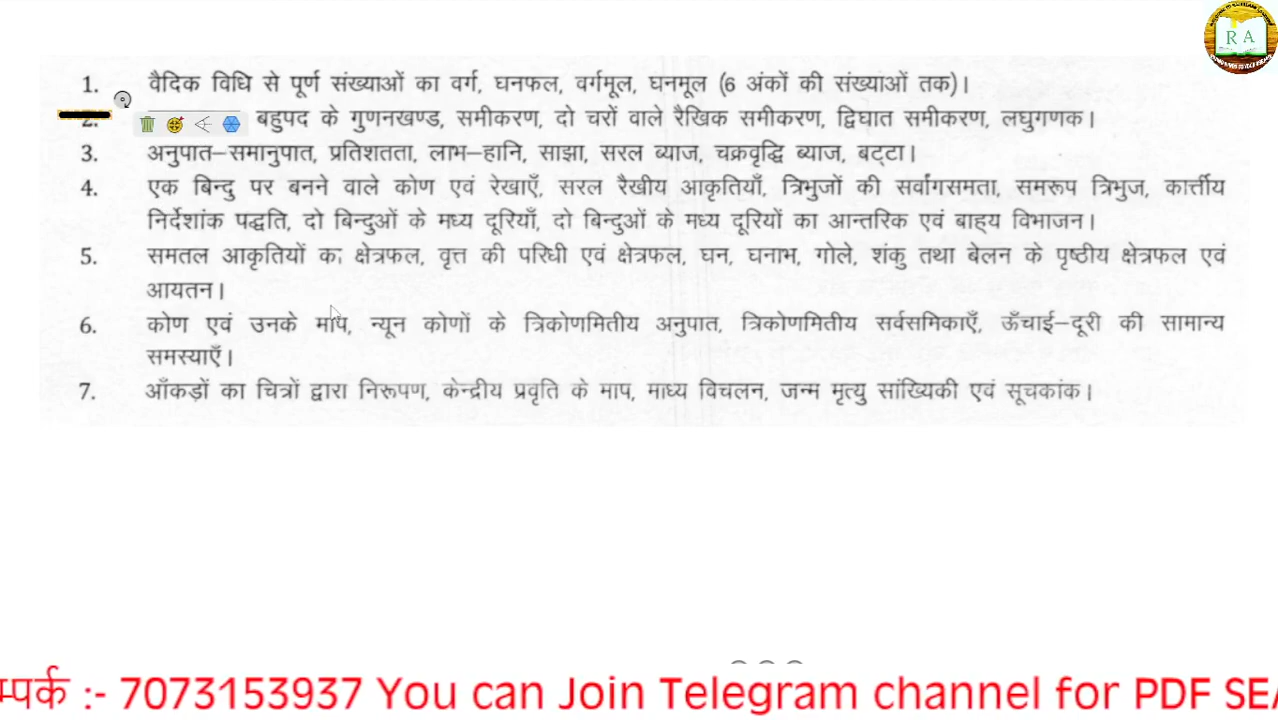 R A
1. वैदिक विधि से पूर्ण संख्याओं का वर्ग, घनफल, वर्गमूल, घनमूल (6 अंकों की संख्याओं तक)।
2. बहुपद के गुणनखण्ड, समीकरण, दो चरों वाले रैखिक समीकरण, द्विघात समीकरण, लघुगणक।
3. अनुपात–समानुपात, प्रतिशतता, लाभ–हानि, साझा, सरल ब्याज, चक्रवृद्धि ब्याज, बट्टा।
4. एक बिन्दु पर बनने वाले कोण एवं रेखाएँ, सरल रैखीय आकृतियाँ, त्रिभुजों की सर्वांगसमता, समरूप त्रिभुज, कार्त्तीय
निर्देशांक पद्धति, दो बिन्दुओं के मध्य दूरियाँ, दो बिन्दुओं के मध्य दूरियों का आन्तरिक एवं बाह्य विभाजन।
5. समतल आकृतियों का क्षेत्रफल, वृत्त की परिधी एवं क्षेत्रफल, घन, घनाभ, गोले, शंकु तथा बेलन के पृष्ठीय क्षेत्रफल एवं
आयतन।
6. कोण एवं उनके माप, न्यून कोणों के त्रिकोणमितीय अनुपात, त्रिकोणमितीय सर्वसमिकाएँ, ऊँचाई–दूरी की सामान्य
समस्याएँ।
7. आँकड़ों का चित्रों द्वारा निरूपण, केन्द्रीय प्रवृति के माप, माध्य विचलन, जन्म मृत्यु सांख्यिकी एवं सूचकांक।
म्पर्क :- 7073153937 You can Join Telegram channel for PDF SEA